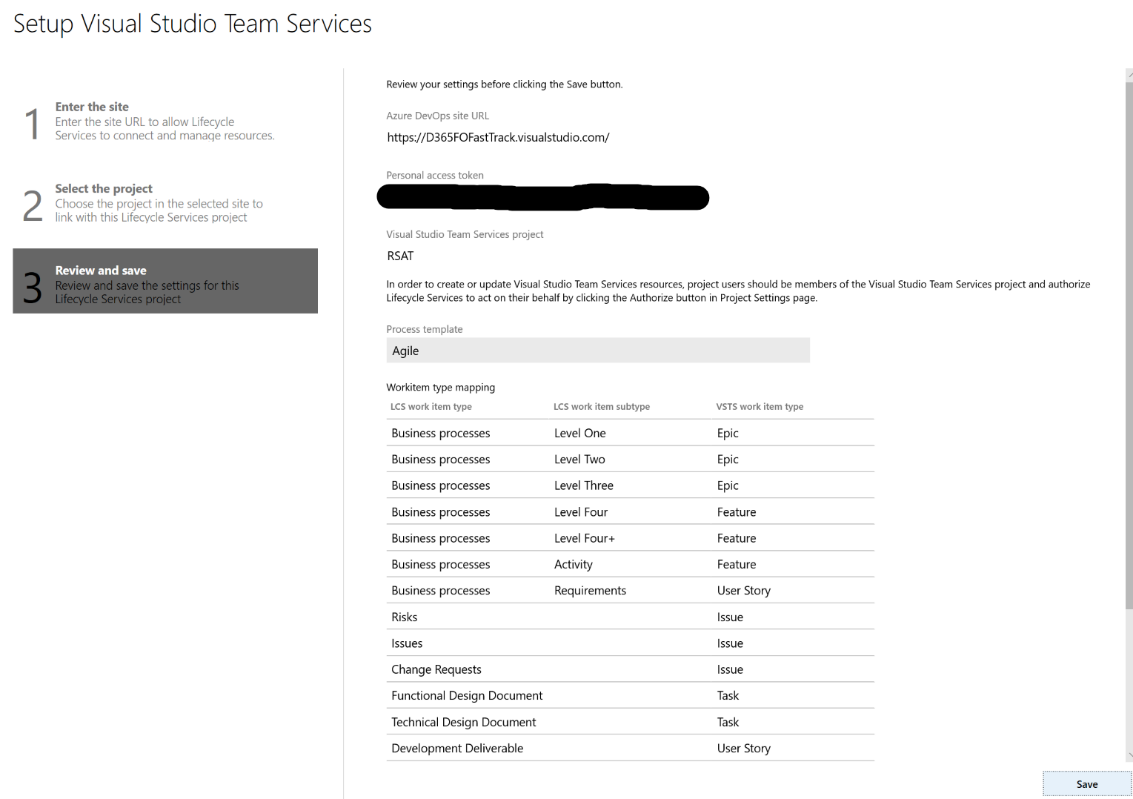 Setup Visual Studio Team Services
1
Enter the site
Enter the site URL to allow Lifecycle
Services to connect and manage resources.
2
Select the project
Choose the project in the selected site to
link with this Lifecycle Services project
3
Review and save
Review and save the settings for this
Lifecycle Services project
Review your settings before clicking the Save button.
Azure DevOps site URL
https://D365FOFastTrack.visualstudio.com/
Personal access token
Visual Studio Team Services project
RSAT
In order to create or update Visual Studio Team Services resources, project users should be members of the Visual Studio Team Services project and authorize
Lifecycle Services to act on their behalf by clicking the Authorize button in Project Settings page.
Process template
Agile
Workitem type mapping
LCS work item type LCS work item subtype VSTS work item type
Business processes Level One Epic
Business processes Level Two Epic
Business processes Level Three Epic
Business processes Level Four Feature
Business processes Level Four+ Feature
Business processes Activity Feature
Business processes Requirements User Story
Risks Issue
Issues Issue
Change Requests Issue
Functional Design Document Task
Technical Design Document Task
Development Deliverable User Story
Save